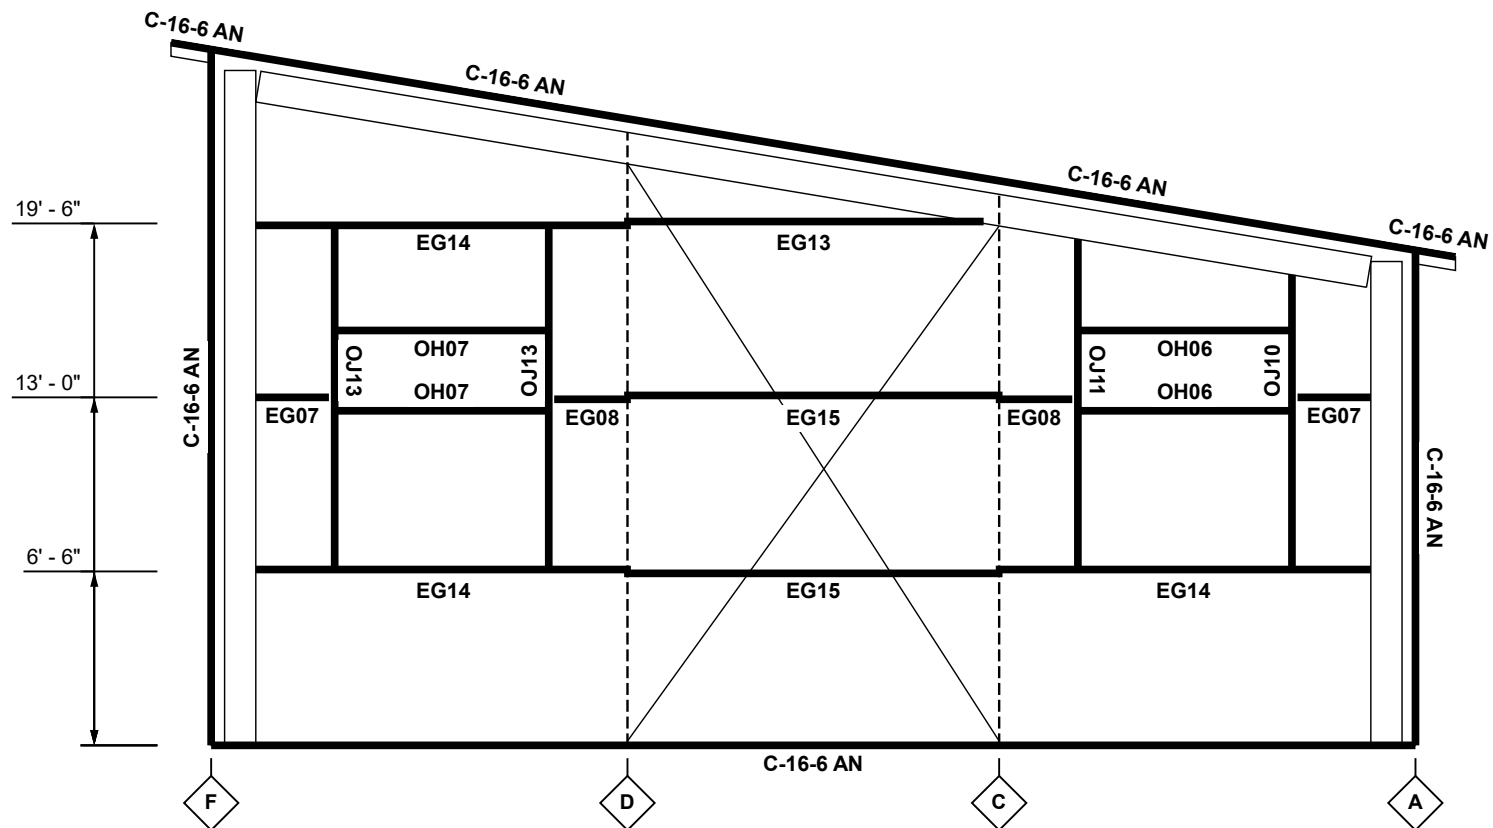 C-16-6 AN
C-16-6 AN
C-16-6 AN
C-16-6 AN
19' - 6"
EG14
EG13
OH07
OH06
C-16-6 AN
OJ13
OJ13
OJ11
OJ10
13' - 0"
OH07
OH06
EG07
EG08
EG15
EG08
EG07
C-16-6 AN
6' - 6"
EG14
EG15
EG14
C-16-6 AN
F
D
C
A